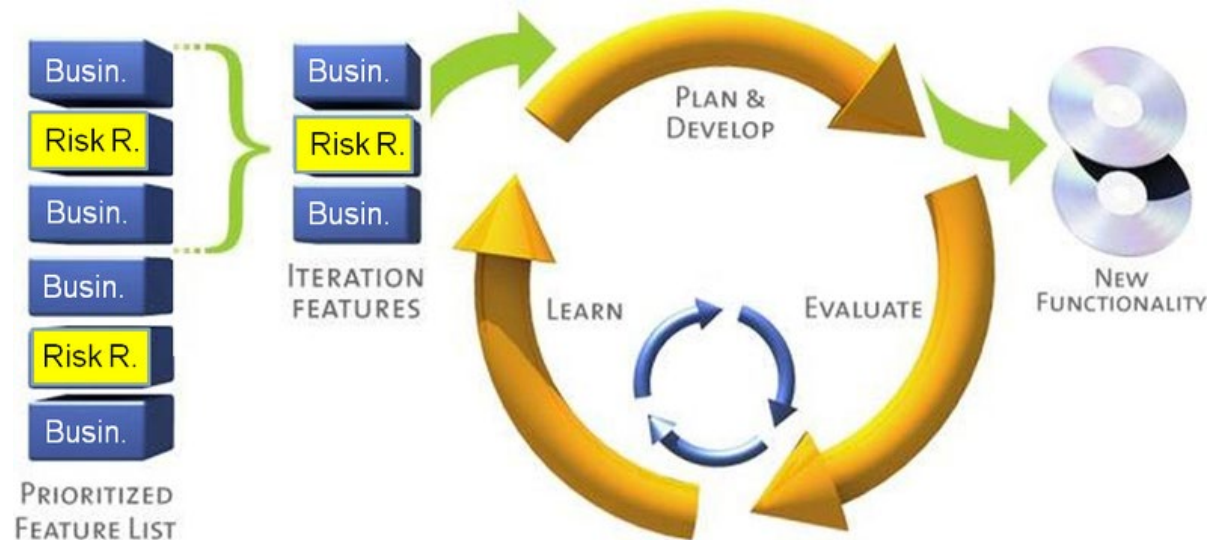 Busin.
Risk R.
Busin.
Busin.
Risk R.
Busin.
PRIORITIZED
FEATURE LIST
Busin.
Risk R.
Busin.
ITERATION
FEATURES
PLAN &
DEVELOP
LEARN
EVALUATE
NEW
FUNCTIONALITY